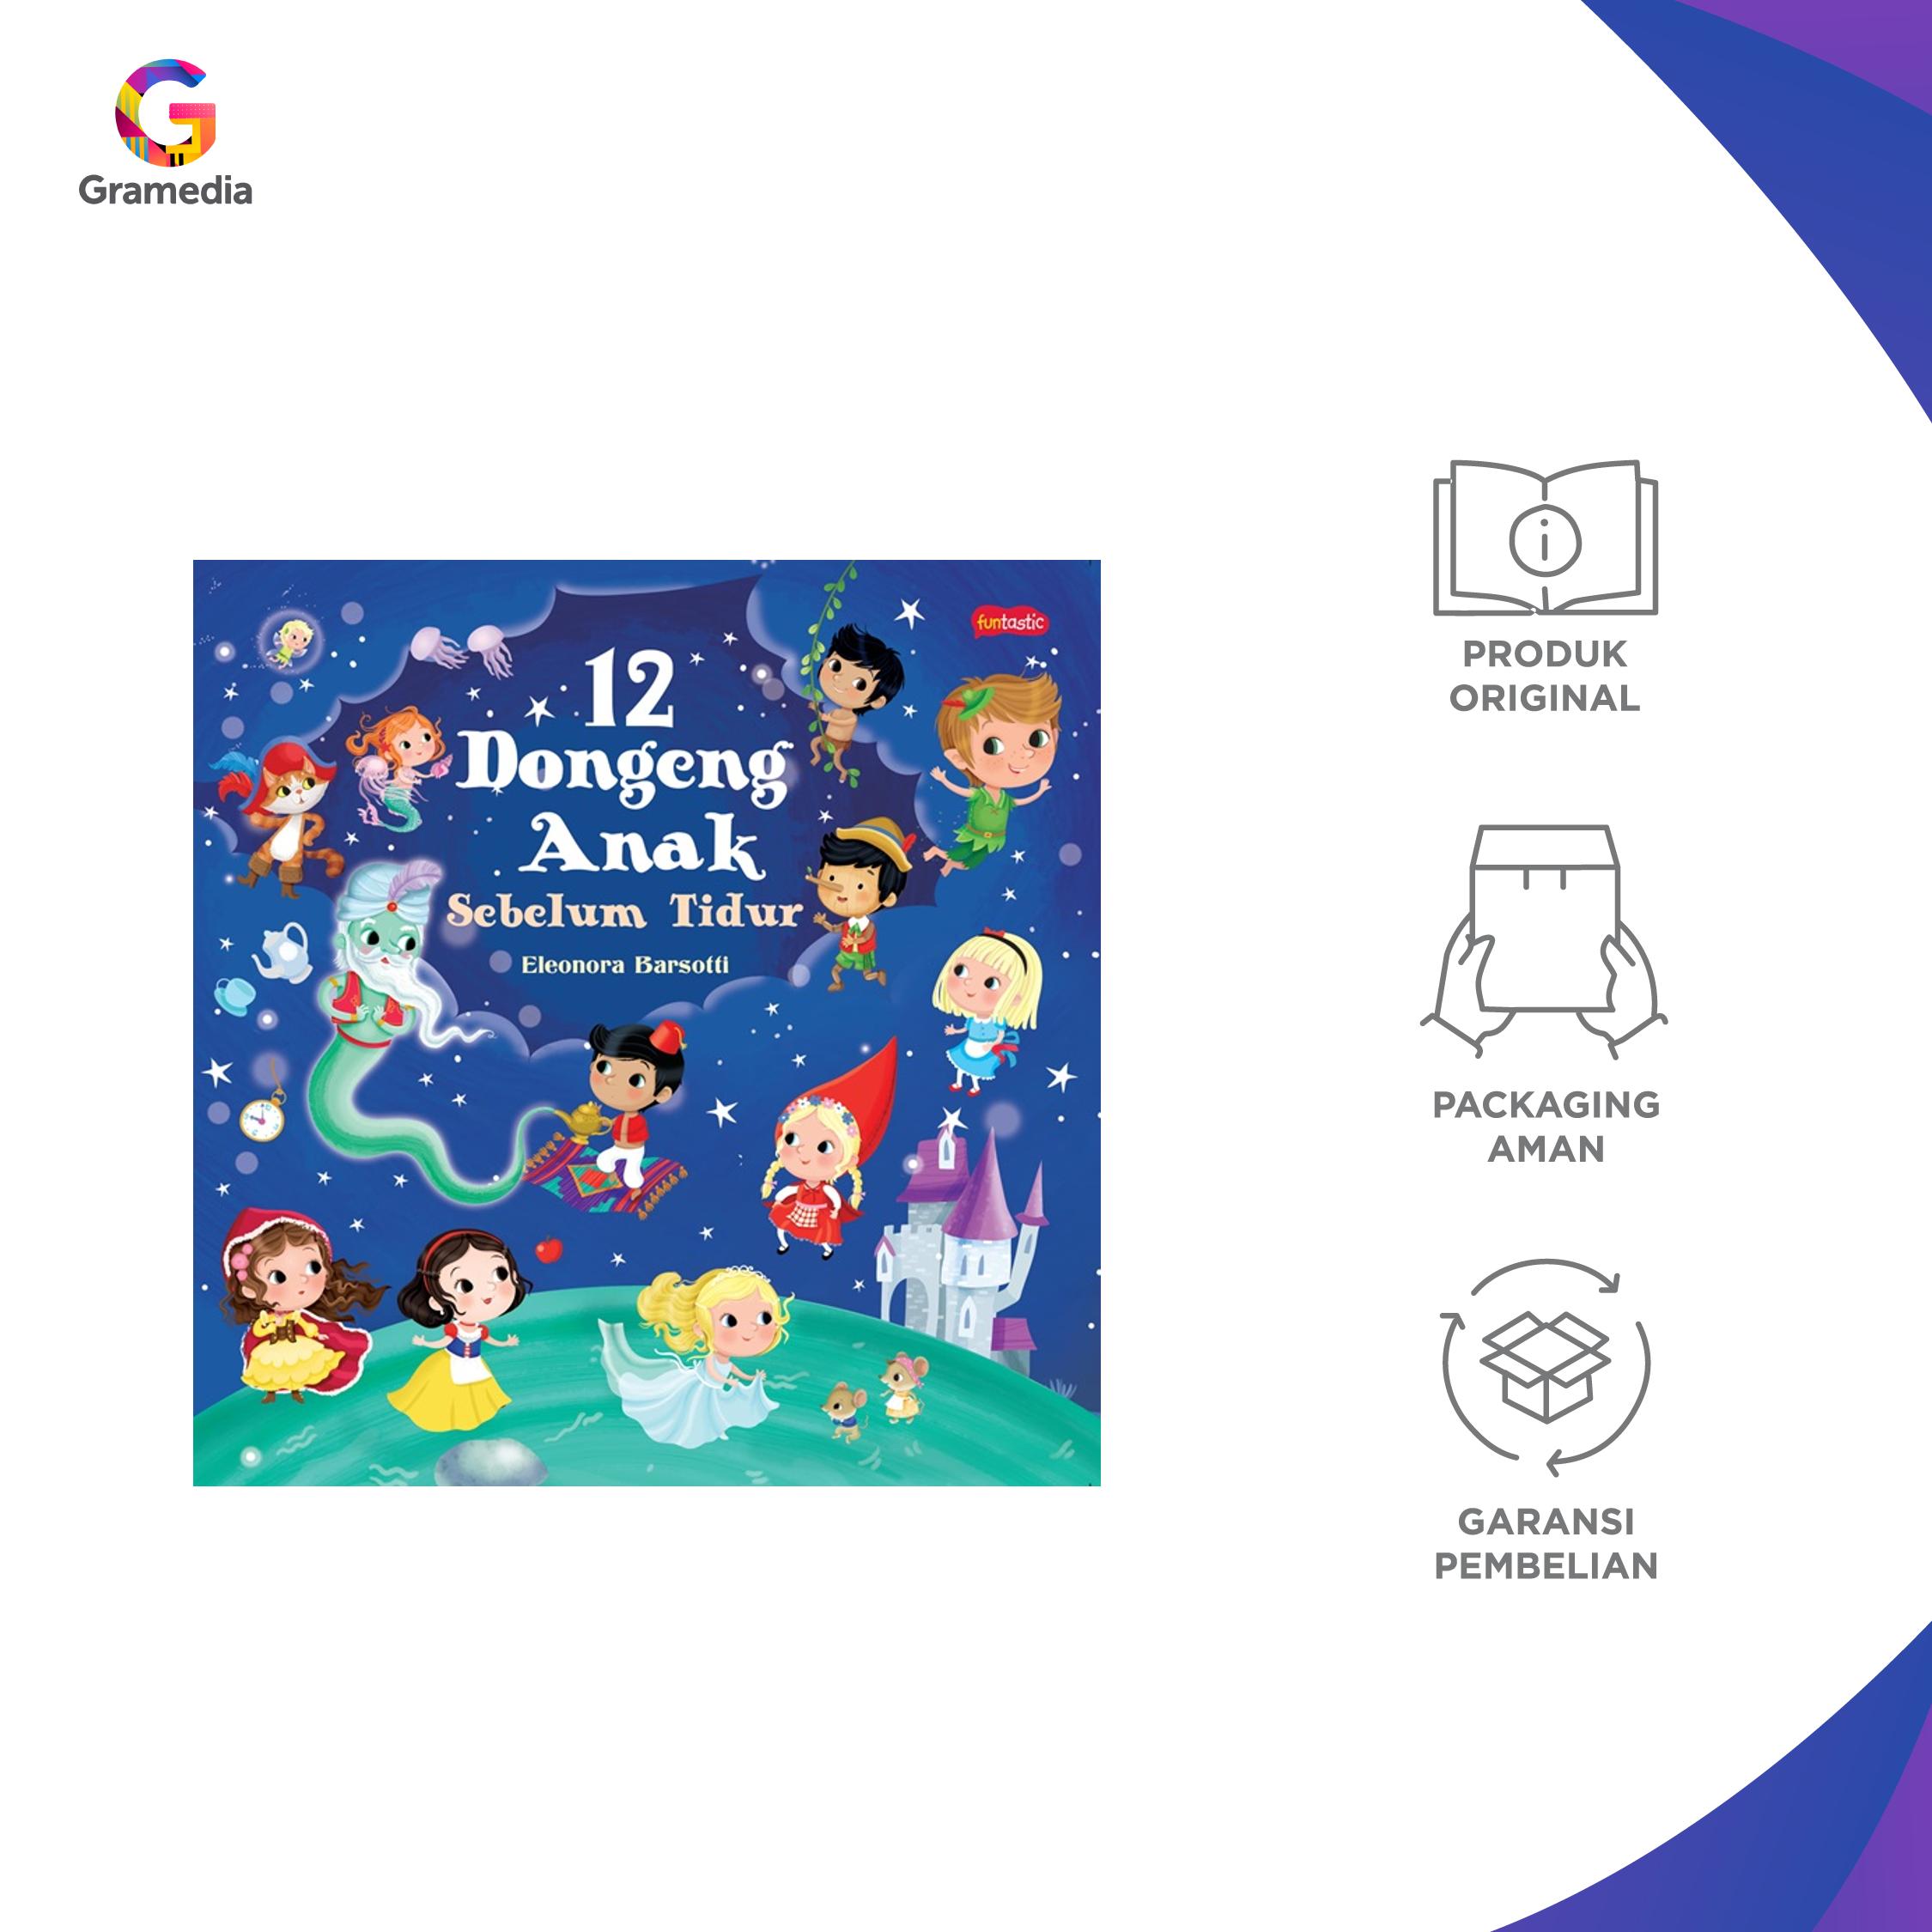 Gramedia
funtastic
12
Dongeng
Anak
Sebelum Tidur
Eleonora Barsotti
PRODUK
ORIGINAL
PACKAGING
AMAN
GARANSI
PEMBELIAN